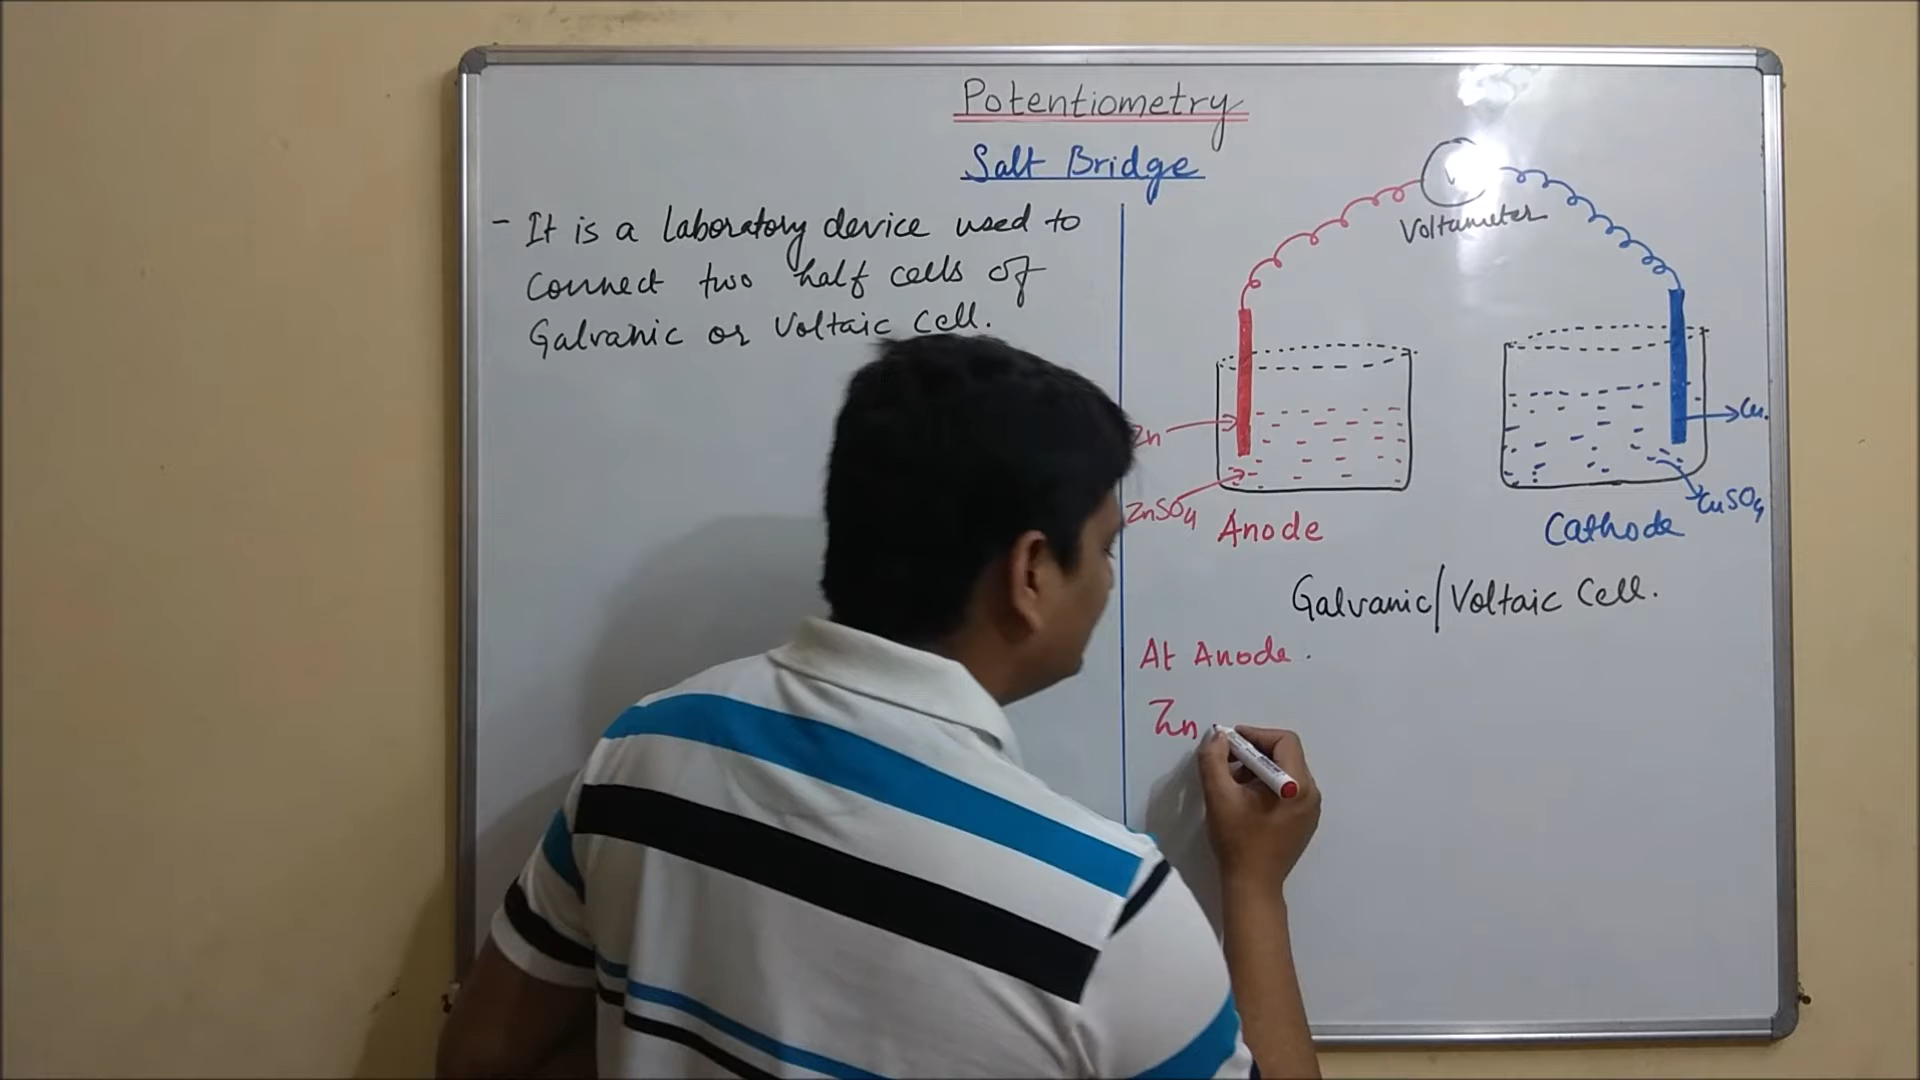 Potentiometry
Salt Bridge
- It is a laboratory device used to
connect two half cells of
Galvanic or Voltaic cell.
V
Voltameter
Zn
ZnSO4
Anode
Cu.
CuSO4
Cathode
Galvanic/Voltaic Cell.
At Anode.
Zn